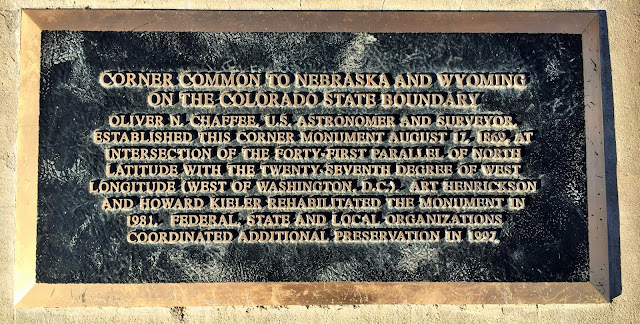 CORNER COMMON TO NEBRASKA AND WYOMING
ON THE COLORADO STATE BOUNDARY
OLIVER N. CHAFFEE, U.S. ASTRONOMER AND SURVEYOR,
ESTABLISHED THIS CORNER MONUMENT AUGUST 17, 1869, AT
INTERSECTION OF THE FORTY-FIRST PARALLEL OF NORTH
LATITUDE WITH THE TWENTY-SEVENTH DEGREE OF WEST
LONGITUDE (WEST OF WASHINGTON, D.C.). ART HENRICKSON
AND HOWARD KIELER REHABILITATED THE MONUMENT IN
1981. FEDERAL, STATE AND LOCAL ORGANIZATIONS
COORDINATED ADDITIONAL PRESERVATION IN 1997.